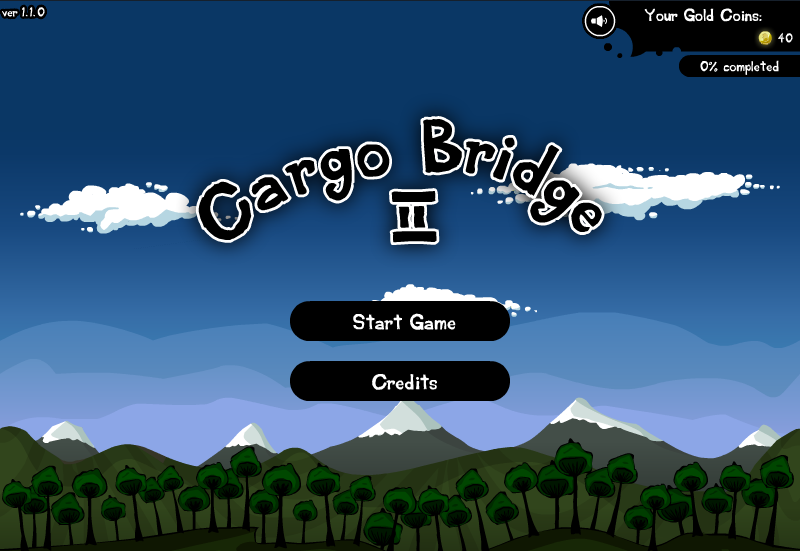 ver 1.1.0
Your Gold Coins:
40
0% completed
Cargo Bridge
II
Start Game
Credits